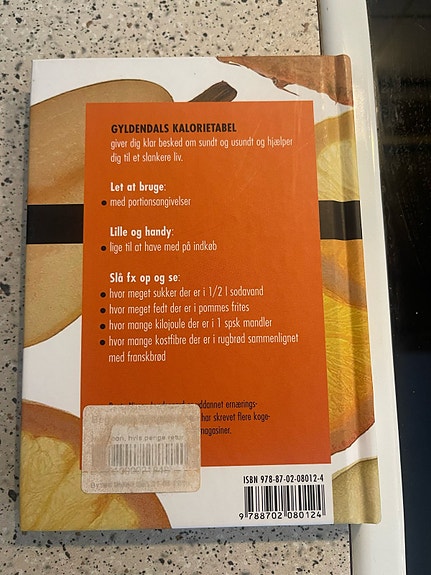 GYLDENDALS KALORIETABEL
giver dig klar besked om sundt og usundt og hjælper
dig til et slankere liv.
Let at bruge:
• med portionsangivelser
Lille og handy:
• lige til at have med på indkøb
Slå fx op og se:
• hvor meget sukker der er i 1/2 l sodavand
• hvor meget fedt der er i pommes frites
• hvor mange kilojoule der er i 1 spsk mandler
• hvor mange kostfibre der er i rugbrød sammenlignet
med franskbrød
ernærings-
har skrevet flere koge-
magasiner.
hvis penge retur
ISBN 978-87-02-08012-4
9 788702 080124